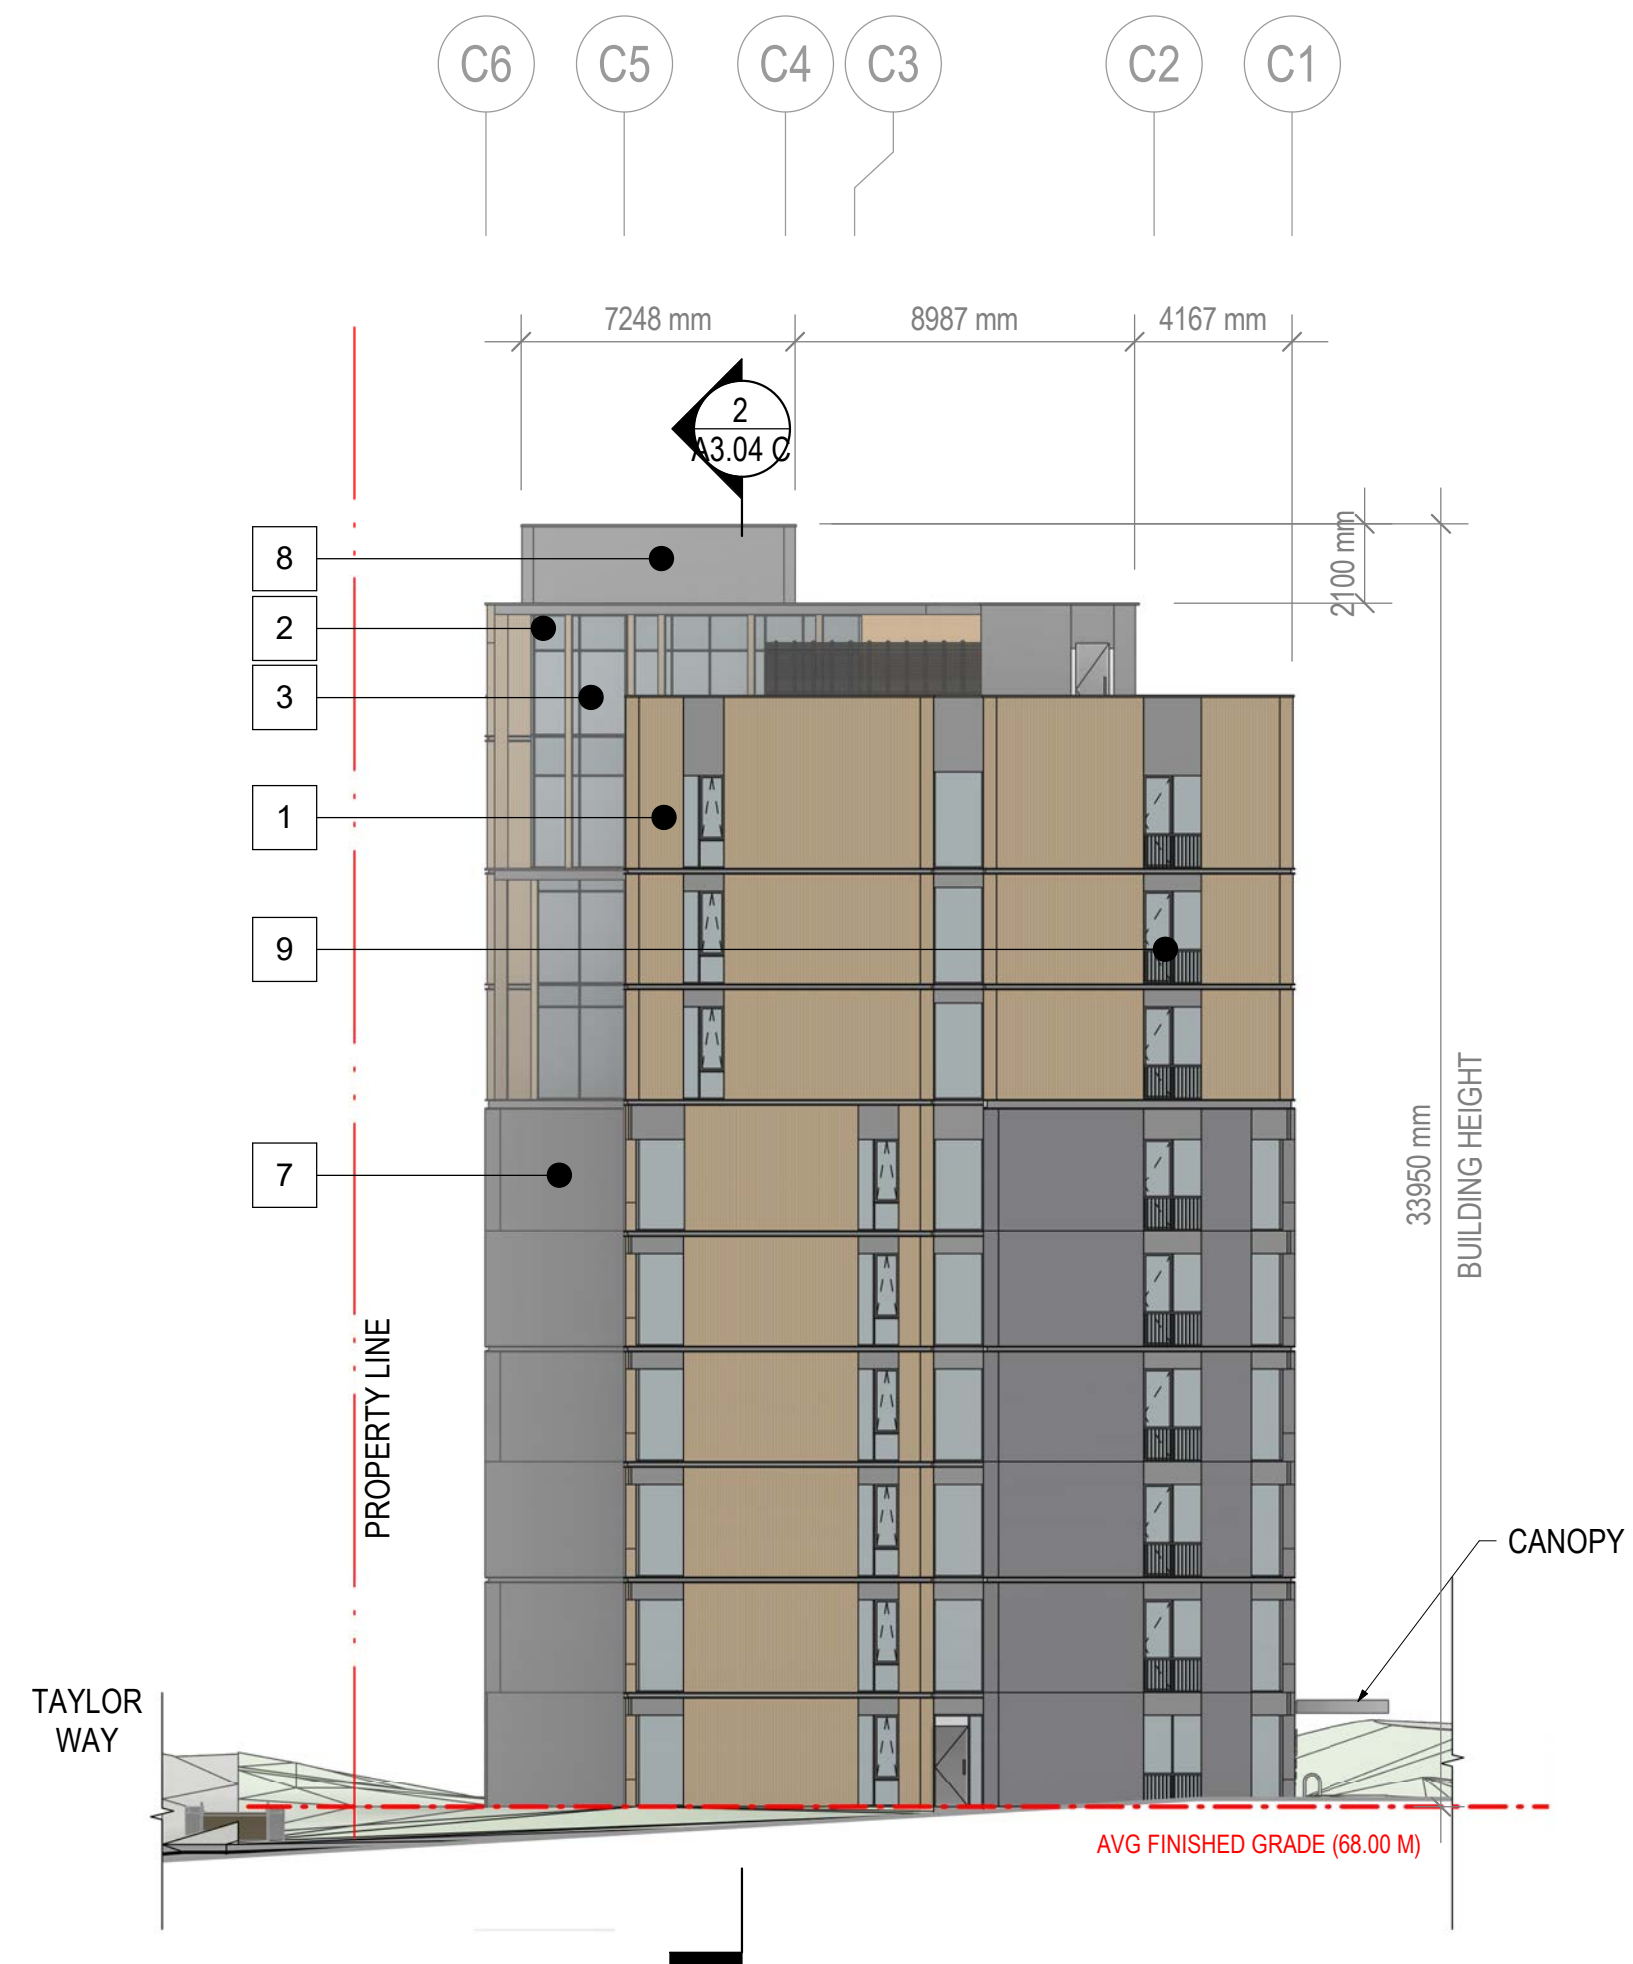 C6 C5 C4 C3 C2 C1
7248 mm 8987 mm 4167 mm
2
A3.04 C
8
2
3
1
9
7
2100 mm
33950 mm
BUILDING HEIGHT
PROPERTY LINE
CANOPY
TAYLOR
WAY
AVG FINISHED GRADE (68.00 M)